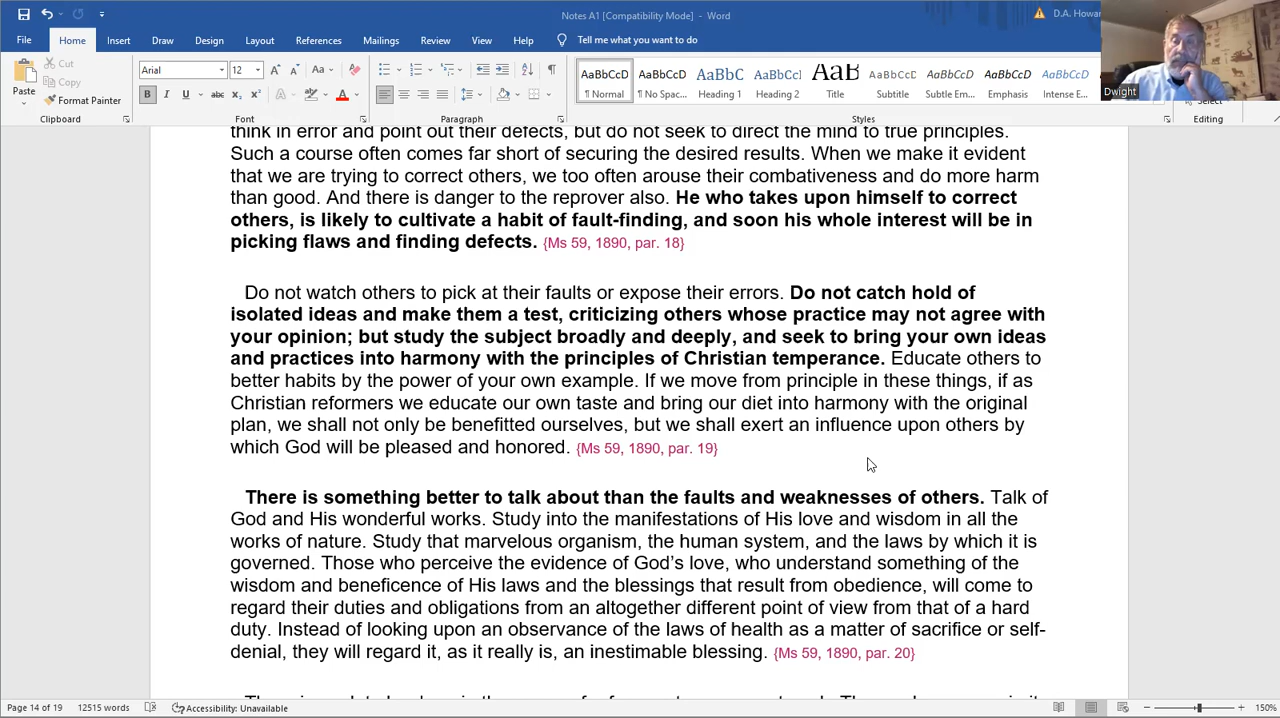 Notes A1 [Compatibility Mode] - Word
D.A. Howar
File Home Insert Draw Design Layout References Mailings Review View Help Tell me what you want to do
Paste
Cut
Copy
Format Painter
Clipboard
Arial 12
Font
Paragraph
AaBbCcD AaBbCcD AaBbC AaBbCcC AaB AaBbCcD AaBbCcD AaBbCcD AaBbCcD
¶ Normal ¶ No Spac... Heading 1 Heading 2 Title Subtitle Subtle Em... Emphasis Intense E...
Styles
Select
Editing
Dwight
think in error and point out their defects, but do not seek to direct the mind to true principles.
Such a course often comes far short of securing the desired results. When we make it evident
that we are trying to correct others, we too often arouse their combativeness and do more harm
than good. And there is danger to the reprover also. He who takes upon himself to correct
others, is likely to cultivate a habit of fault-finding, and soon his whole interest will be in
picking flaws and finding defects. {Ms 59, 1890, par. 18}
Do not watch others to pick at their faults or expose their errors. Do not catch hold of
isolated ideas and make them a test, criticizing others whose practice may not agree with
your opinion; but study the subject broadly and deeply, and seek to bring your own ideas
and practices into harmony with the principles of Christian temperance. Educate others to
better habits by the power of your own example. If we move from principle in these things, if as
Christian reformers we educate our own taste and bring our diet into harmony with the original
plan, we shall not only be benefitted ourselves, but we shall exert an influence upon others by
which God will be pleased and honored. {Ms 59, 1890, par. 19}
There is something better to talk about than the faults and weaknesses of others. Talk of
God and His wonderful works. Study into the manifestations of His love and wisdom in all the
works of nature. Study that marvelous organism, the human system, and the laws by which it is
governed. Those who perceive the evidence of God's love, who understand something of the
wisdom and beneficence of His laws and the blessings that result from obedience, will come to
regard their duties and obligations from an altogether different point of view from that of a hard
duty. Instead of looking upon an observance of the laws of health as a matter of sacrifice or self-
denial, they will regard it, as it really is, an inestimable blessing. {Ms 59, 1890, par. 20}
Page 14 of 19 12515 words Accessibility: Unavailable 150%